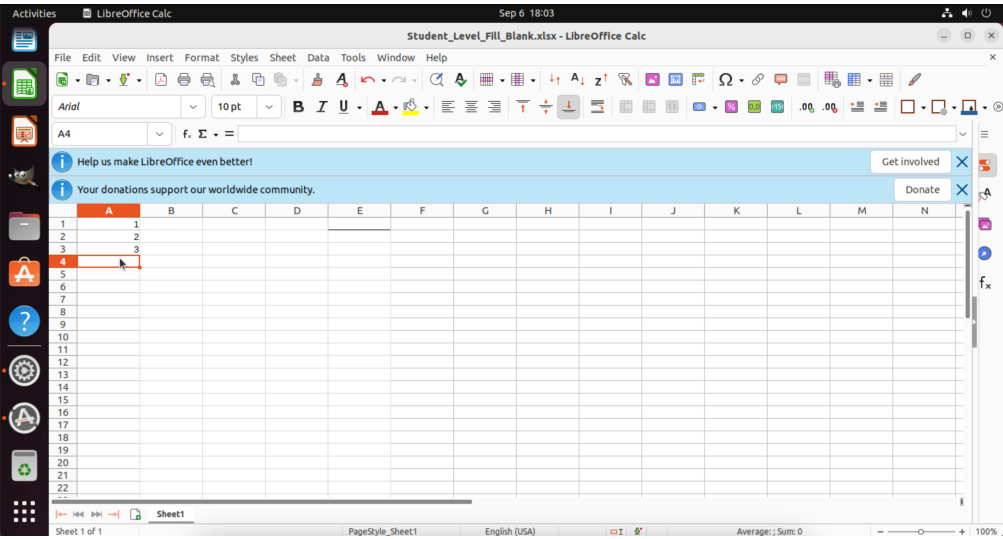 Activities LibreOffice Calc Sep 6 18:03
Student_Level_Fill_Blank.xlsx - LibreOffice Calc
File Edit View Insert Format Styles Sheet Data Tools Window Help
Arial 10 pt
A4
Help us make LibreOffice even better! Get involved
Your donations support our worldwide community. Donate
A B C D E F G H I J K L M N
1 1
2 2
3 3
4
5
6
7
8
9
10
11
12
13
14
15
16
17
18
19
20
21
22
Sheet1
Sheet 1 of 1 PageStyle_Sheet1 English (USA) Average: ; Sum: 0 100%